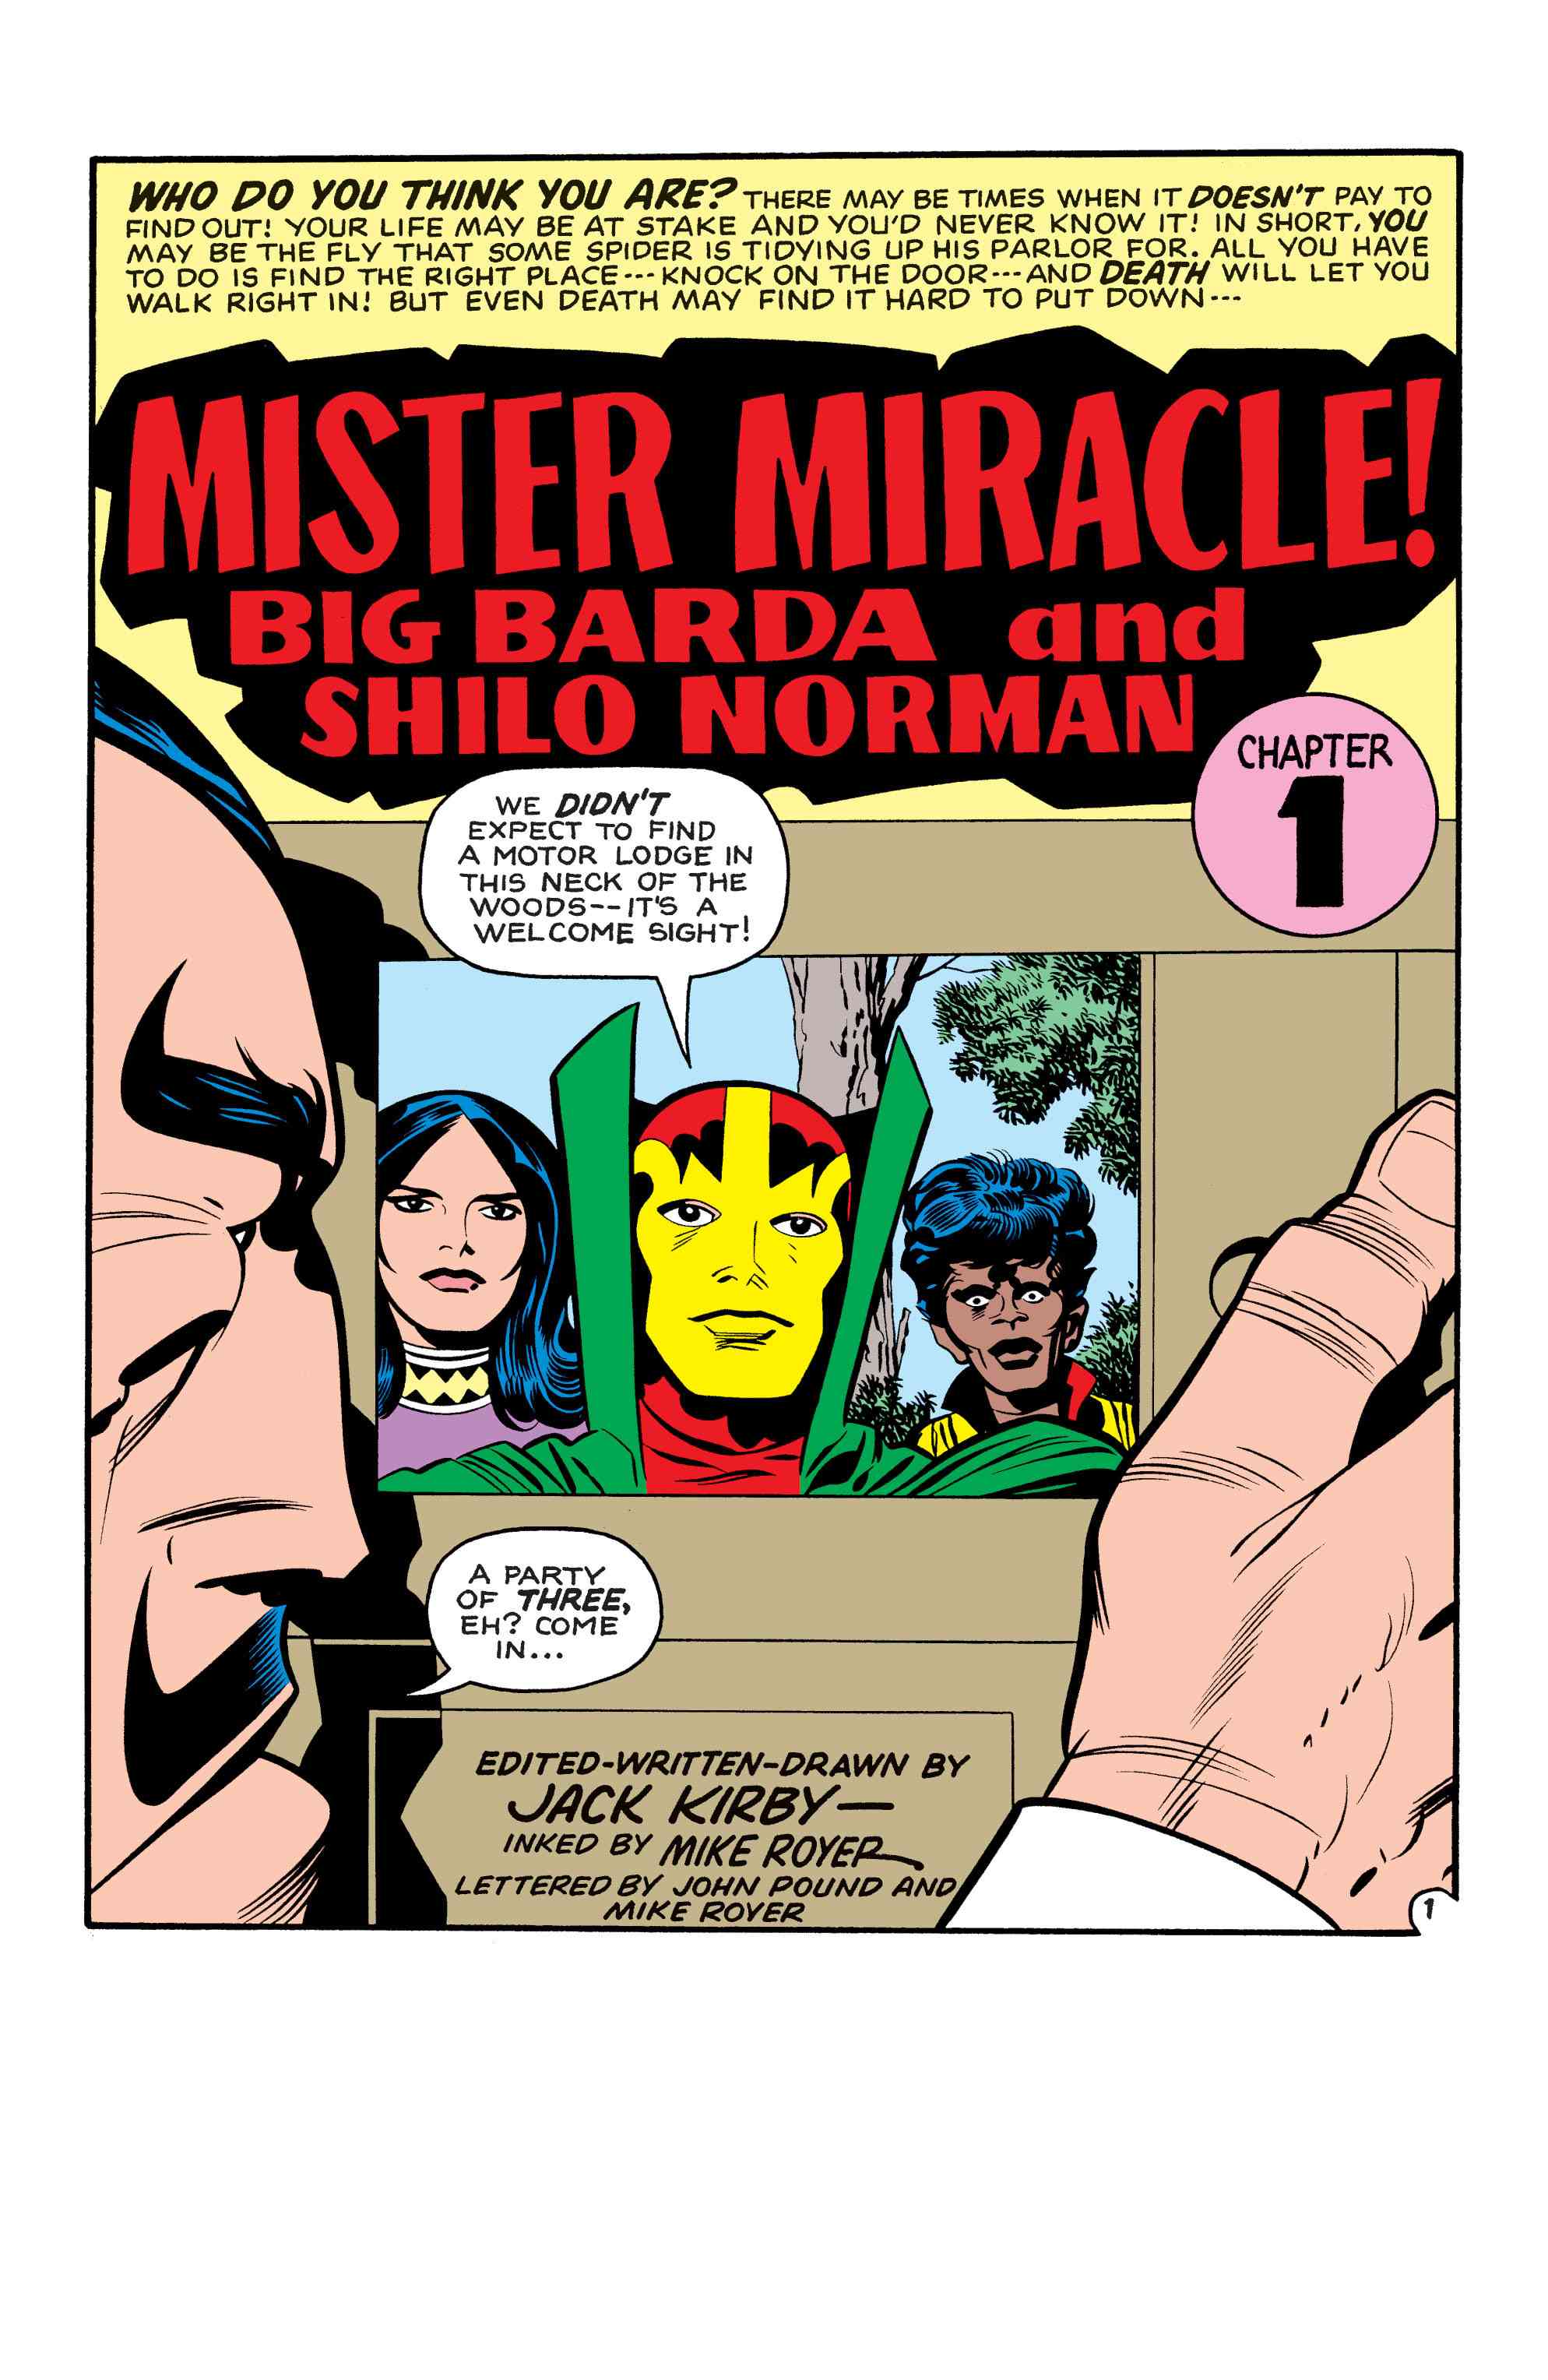 WHO DO YOU THINK YOU ARE? THERE MAY BE TIMES WHEN IT DOESN'T PAY TO
FIND OUT! YOUR LIFE MAY BE AT STAKE AND YOU'D NEVER KNOW IT! IN SHORT, YOU
MAY BE THE FLY THAT SOME SPIDER IS TIDYING UP HIS PARLOR FOR. ALL YOU HAVE
TO DO IS FIND THE RIGHT PLACE--- KNOCK ON THE DOOR--- AND DEATH WILL LET YOU
WALK RIGHT IN! BUT EVEN DEATH MAY FIND IT HARD TO PUT DOWN---
MISTER MIRACLE!
BIG BARDA and
SHILO NORMAN
CHAPTER
1
WE DIDN'T
EXPECT TO FIND
A MOTOR LODGE IN
THIS NECK OF THE
WOODS--IT'S A
WELCOME SIGHT!
A PARTY
OF THREE,
EH? COME
IN...
EDITED-WRITTEN-DRAWN BY
JACK KIRBY—
INKED BY MIKE ROYER
LETTERED BY JOHN POUND AND
MIKE ROYER
1